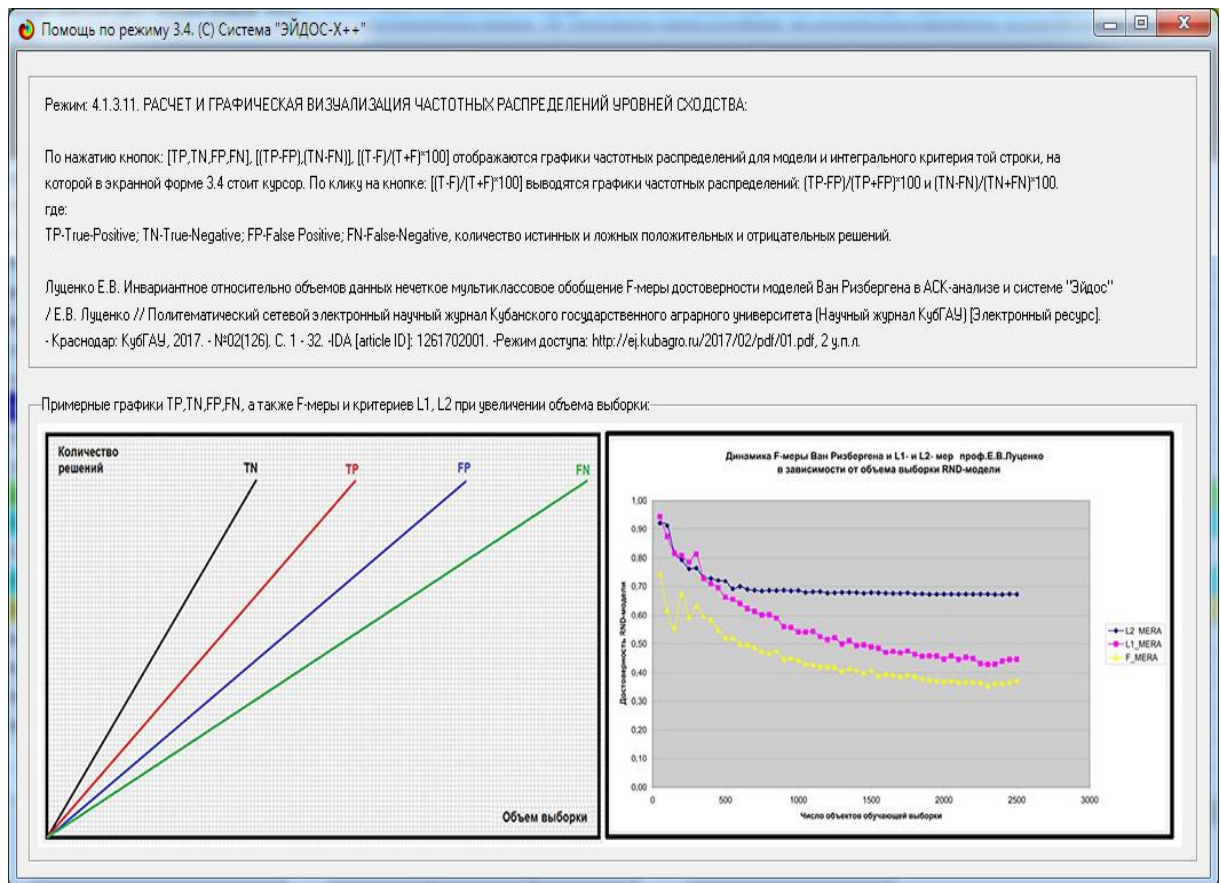 Помощь по режиму 3.4. (C) Система "ЭЙДОС-X++"
Режим: 4.1.3.11. РАСЧЕТ И ГРАФИЧЕСКАЯ ВИЗУАЛИЗАЦИЯ ЧАСТОТНЫХ РАСПРЕДЕЛЕНИЙ УРОВНЕЙ СХОДСТВА:
По нажатию кнопок: [TP,TN,FP,FN], [(TP-FP),(TN-FN)], [(T-F)/(T+F)*100] отображаются графики частотных распределений для модели и интегрального критерия той строки, на
которой в экранной форме 3.4 стоит курсор. По клику на кнопке: [(T-F)/(T+F)*100] выводятся графики частотных распределений: (TP-FP)/(TP+FP)*100 и (TN-FN)/(TN+FN)*100.
где:
TP-True-Positive; TN-True-Negative; FP-False Positive; FN-False-Negative, количество истинных и ложных положительных и отрицательных решений.
Луценко Е.В. Инвариантное относительно объемов данных нечеткое мультиклассовое обобщение F-меры достоверности моделей Ван Ризбергена в АСК-анализе и системе "Эйдос"
/ Е.В. Луценко // Политематический сетевой электронный научный журнал Кубанского государственного аграрного университета (Научный журнал КубГАУ) [Электронный ресурс].
- Краснодар: КубГАУ, 2017. - №02(126). С. 1 - 32. -IDA [article ID]: 1261702001. -Режим доступа: http://ej.kubagro.ru/2017/02/pdf/01.pdf, 2 у.п.л.
Примерные графики TP,TN,FP,FN, а также F-меры и критериев L1, L2 при увеличении объема выборки:
Количество
решений
TN
TP
FP
FN
Объем выборки
Динамика F-меры Ван Ризбергена и L1- и L2- мер проф.Е.В.Луценко
в зависимости от объема выборки RND-модели
1,00
0,90
0,80
0,70
0,60
0,50
0,40
0,30
0,20
0,10
0,00
Достоверность RND-модели
0
500
1000
1500
2000
2500
3000
Число объектов обучающей выборки
L2_MERA
L1_MERA
F_MERA